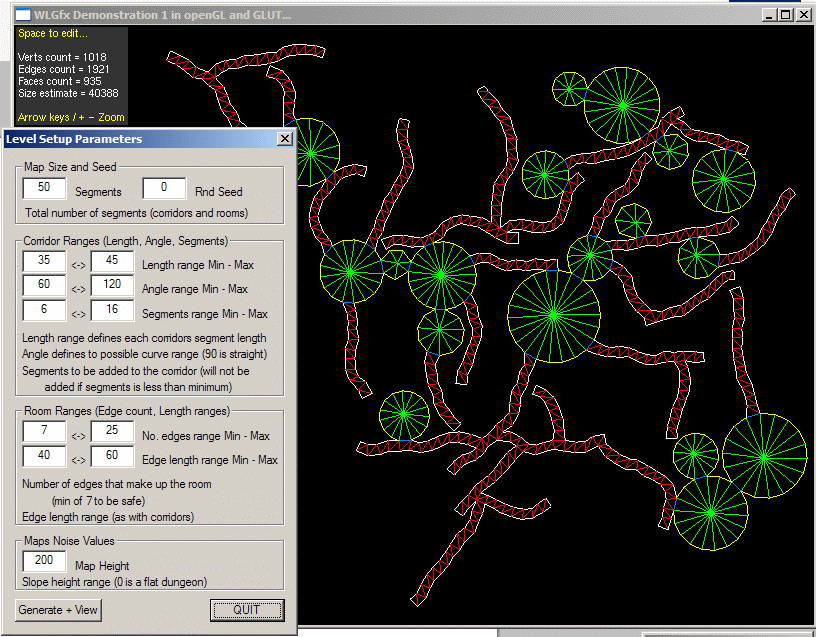 WLGfx Demonstration 1 in openGL and GLUT...
Space to edit...
Verts count = 1018
Edges count = 1921
Faces count = 935
Size estimate = 40388
Arrow keys / + - Zoom
Level Setup Parameters
Map Size and Seed
50 Segments 0 Rnd Seed
Total number of segments (corridors and rooms)
Corridor Ranges (Length, Angle, Segments)
35 <-> 45 Length range Min - Max
60 <-> 120 Angle range Min - Max
6 <-> 16 Segments range Min - Max
Length range defines each corridors segment length
Angle defines to possible curve range (90 is straight)
Segments to be added to the corridor (will not be
added if segments is less than minimum)
Room Ranges (Edge count, Length ranges)
7 <-> 25 No. edges range Min - Max
40 <-> 60 Edge length range Min - Max
Number of edges that make up the room
(min of 7 to be safe)
Edge length range (as with corridors)
Maps Noise Values
200 Map Height
Slope height range (0 is a flat dungeon)
Generate + View QUIT